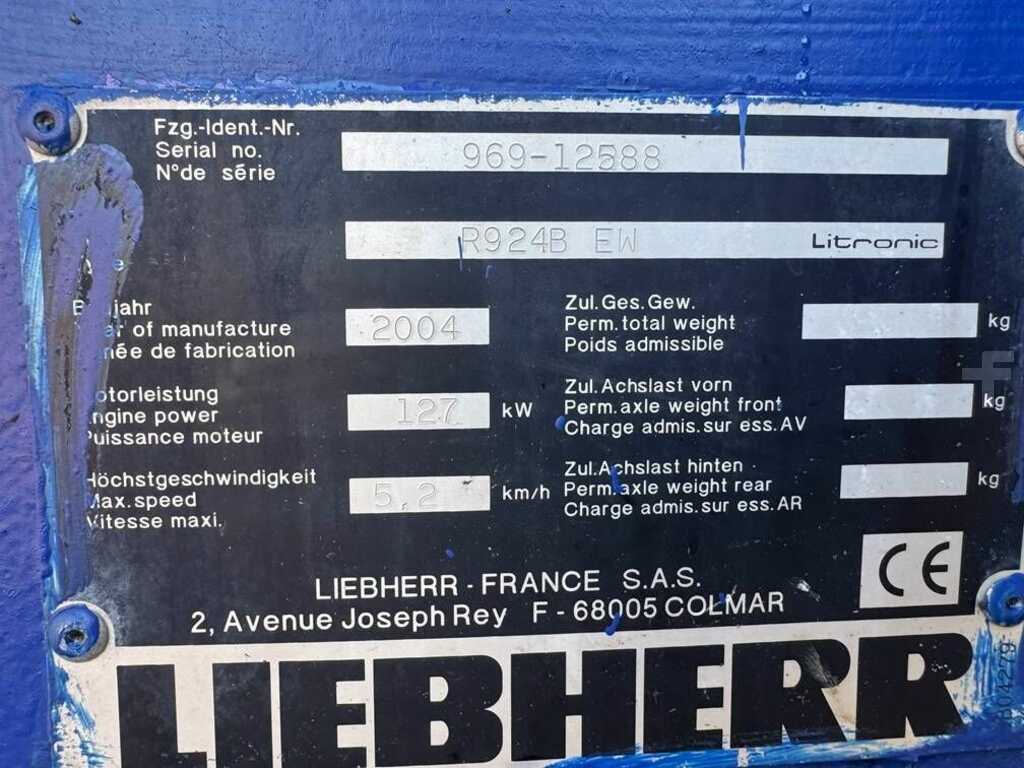 Fzg.-Ident.-Nr.
Serial no.
N°de série
969-12588
R924B EW
Litronic
Year of manufacture
2004
de fabrication
Zul.Ges.Gew.
Perm.total weight
Poids admissible
kg
Motorleistung
Engine power
Puissance moteur
127
kW
Zul.Achslast vorn
Perm.axle weight front
Charge admis.sur ess.AV
kg
Höchstgeschwindigkeit
Max.speed
Vitesse maxi.
5,2
km/h
Zul.Achslast hinten
Perm.axle weight rear
Charge admis.sur ess.AR
kg
LIEBHERR-FRANCE S.A.S.
2, Avenue Joseph Rey F-68005 COLMAR
CE
LIEBHERR